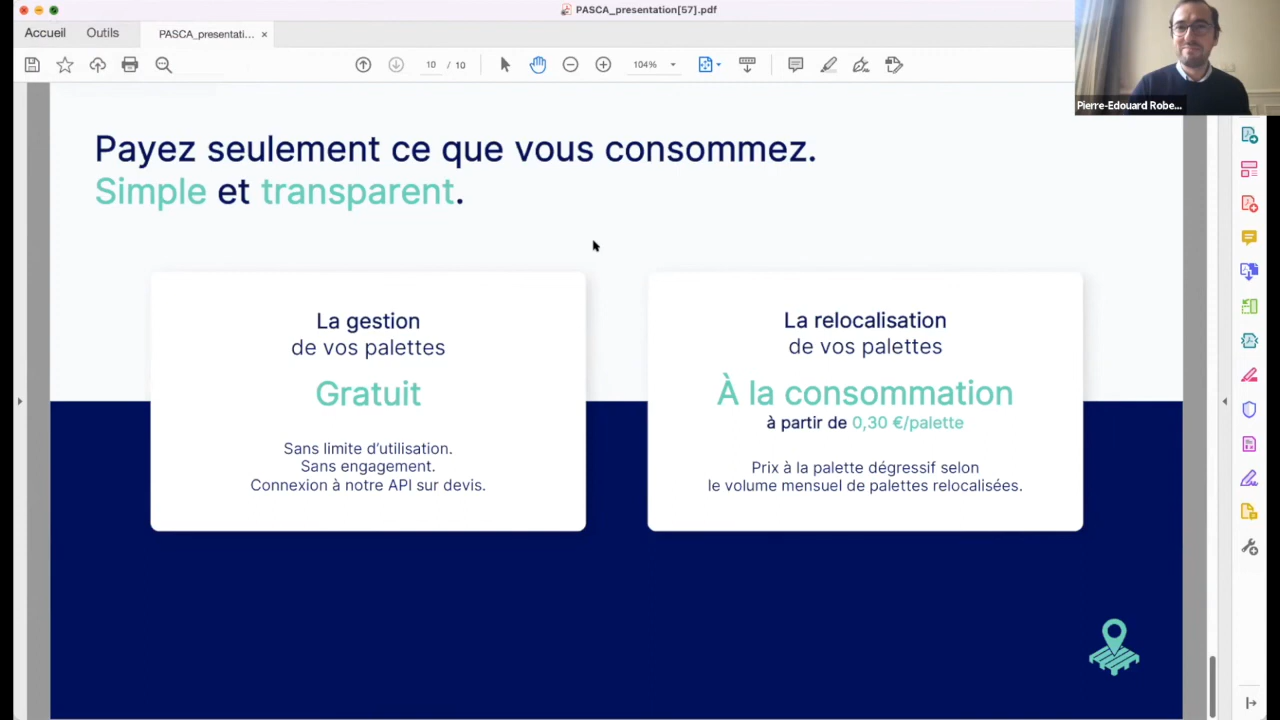 PASCA_presentation[57].pdf
Accueil
Outils
PASCA_presentati... ×
10 / 10
104%
Pierre-Edouard Robe...
Payez seulement ce que vous consommez.
Simple et transparent.
La gestion
de vos palettes
Gratuit
Sans limite d'utilisation.
Sans engagement.
Connexion à notre API sur devis.
La relocalisation
de vos palettes
À la consommation
à partir de 0,30 €/palette
Prix à la palette dégressif selon
le volume mensuel de palettes relocalisées.